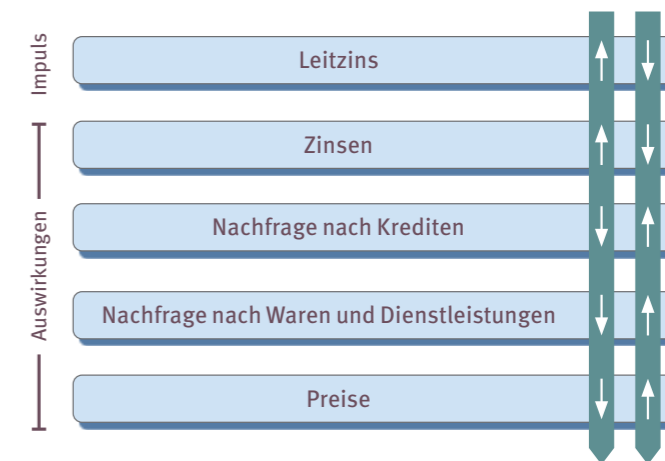 Impuls
Leitzins
Auswirkungen
Zinsen
Nachfrage nach Krediten
Nachfrage nach Waren und Dienstleistungen
Preise